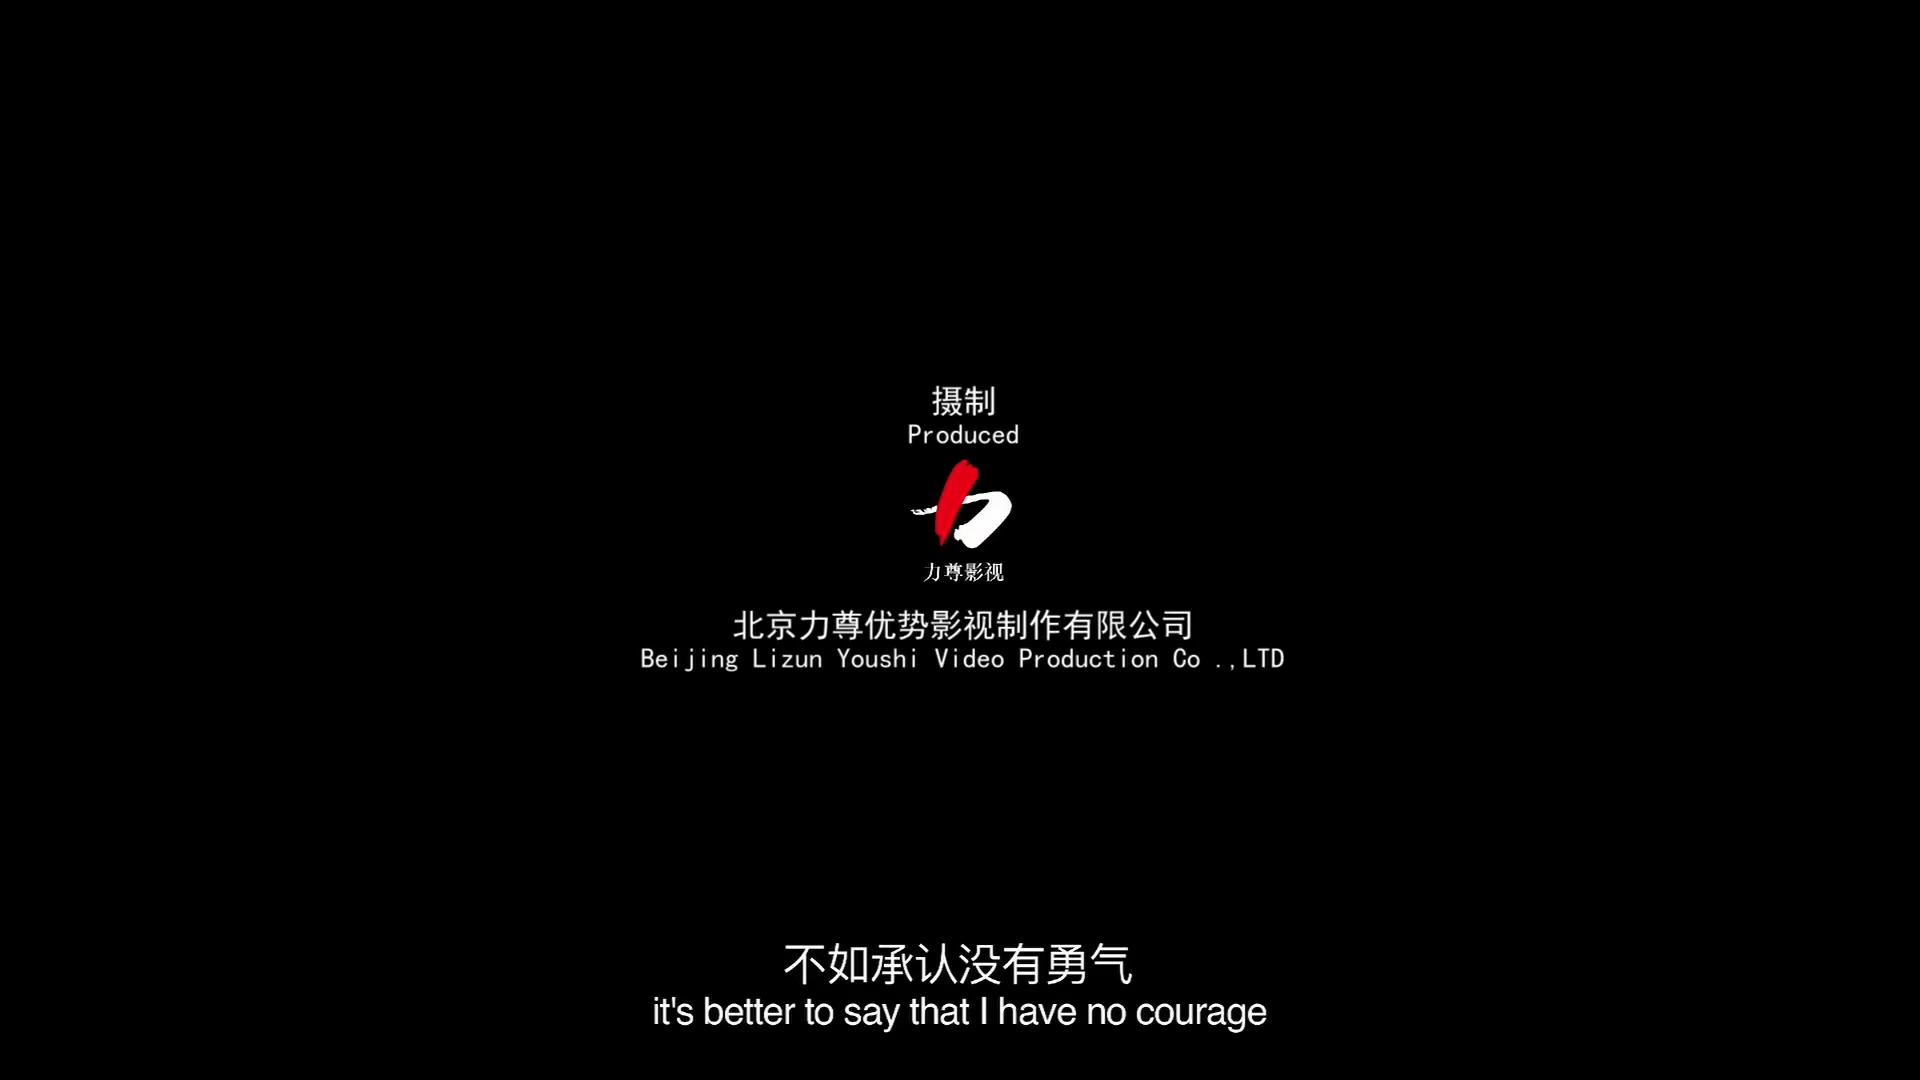 摄制
Produced
力尊影视
北京力尊优势影视制作有限公司
Beijing Lizun Youshi Video Production Co .,LTD
不如承认没有勇气
it's better to say that I have no courage